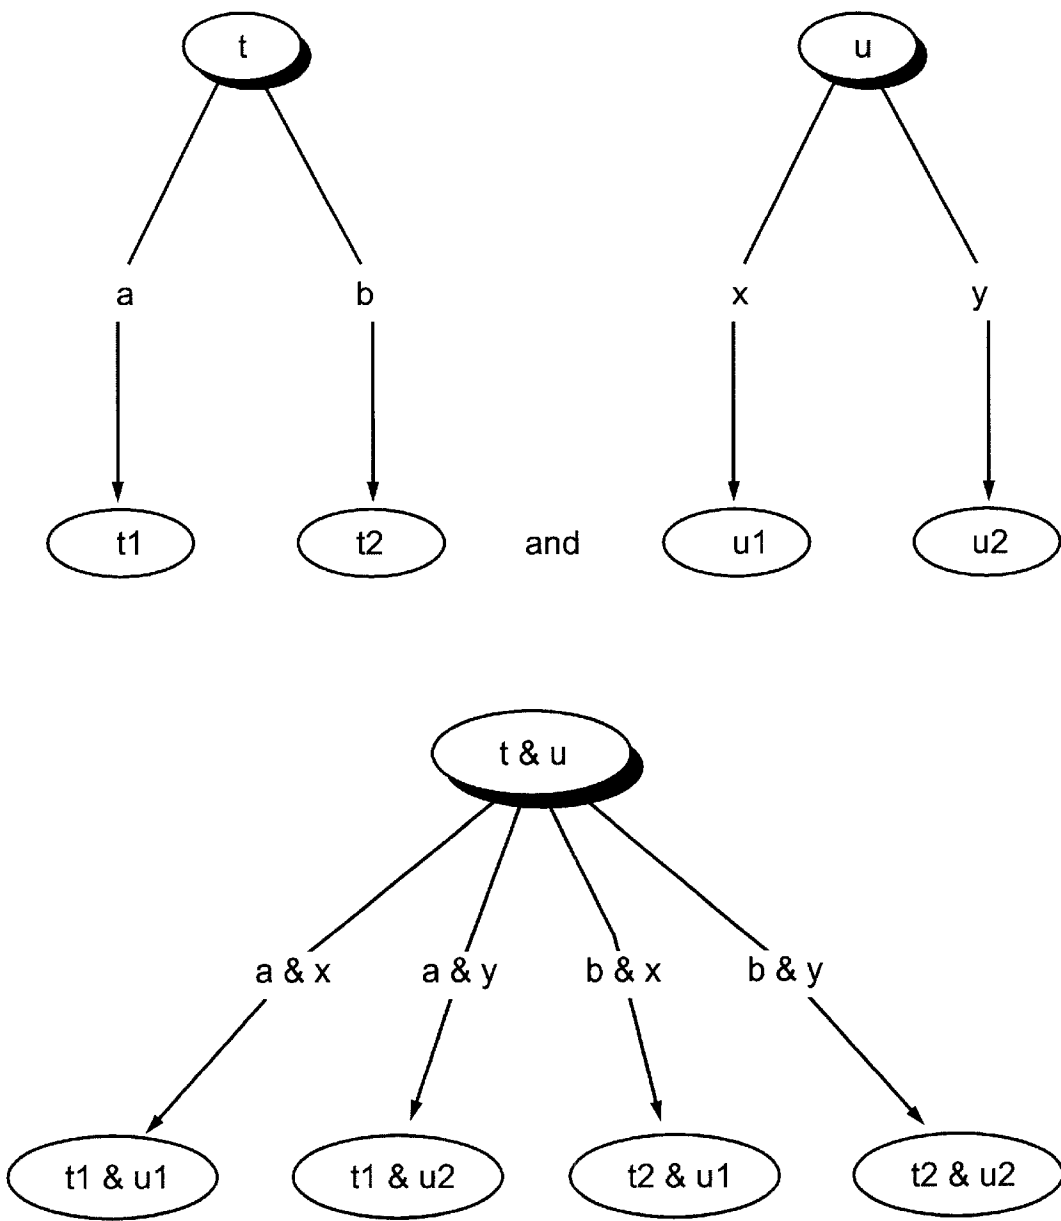 t u
a b x y
t1 t2 and u1 u2
t & u
a & x a & y b & x b & y
t1 & u1 t1 & u2 t2 & u1 t2 & u2